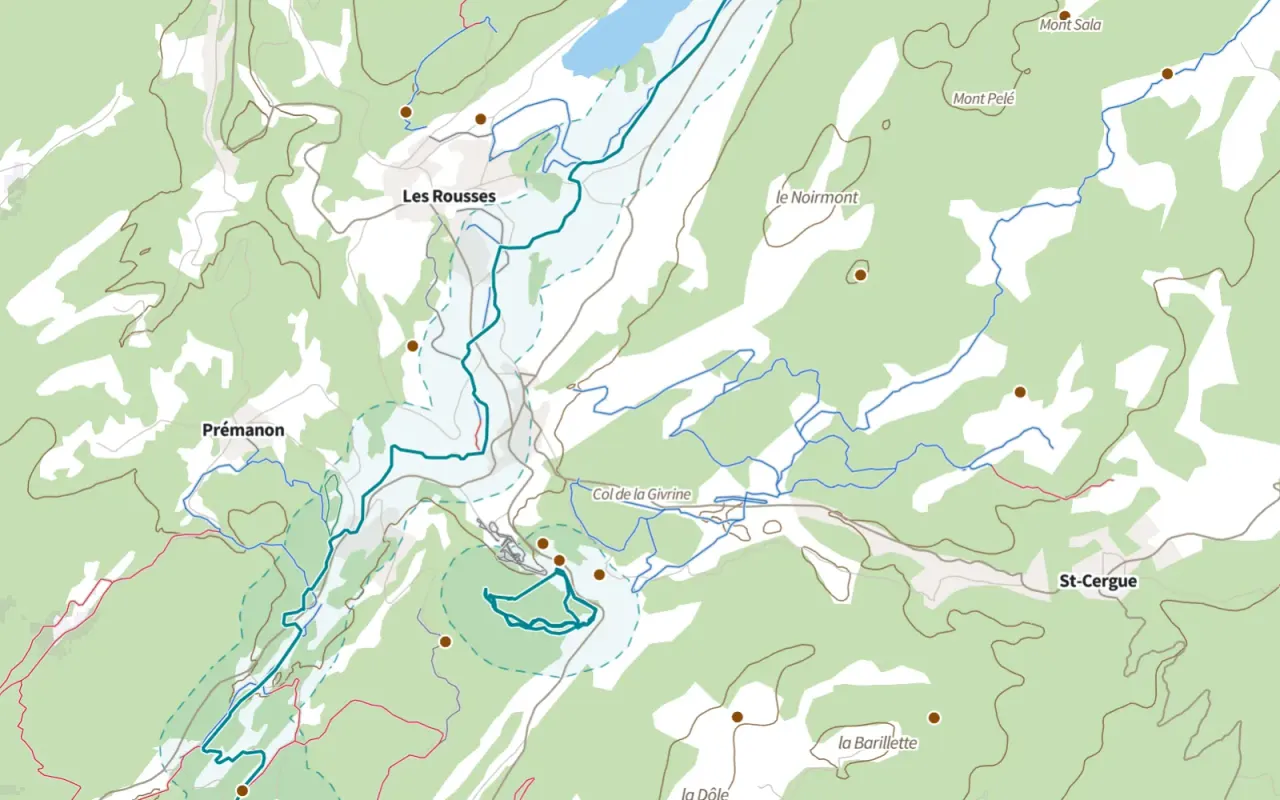 Mont Sala
Mont Pelé
Les Rousses
le Noirmont
Prémanon
Col de la Givrine
St-Cergue
la Barillette
la Dôle